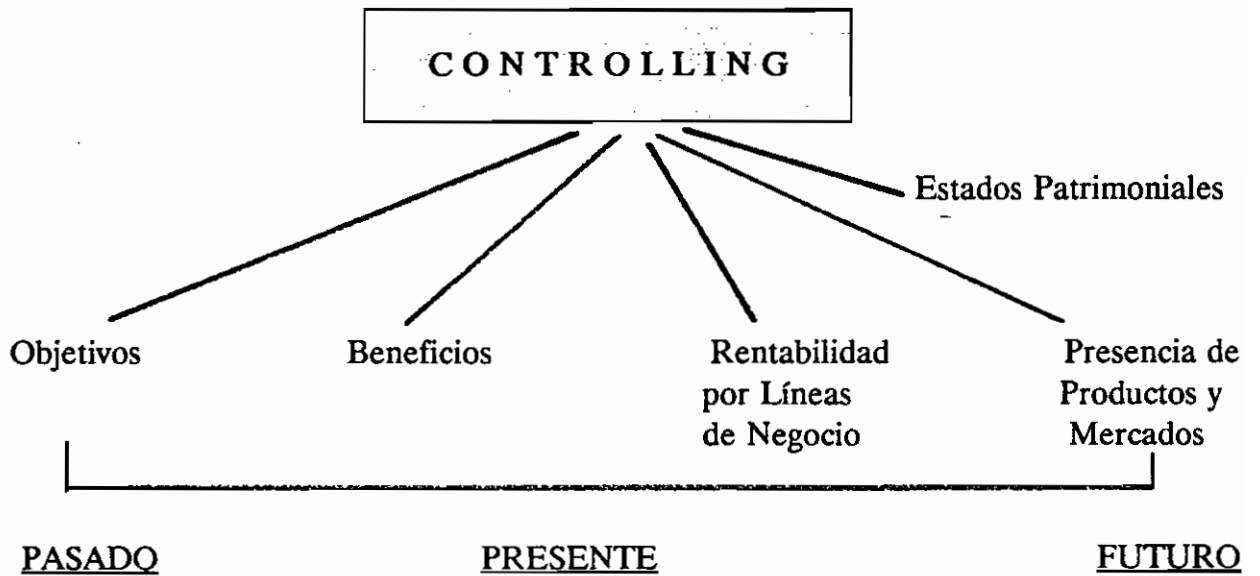 CONTROLLING
Estados Patrimoniales
Objetivos
Beneficios
Rentabilidad
por Líneas
de Negocio
Presencia de
Productos y
Mercados
PASADO
PRESENTE
FUTURO